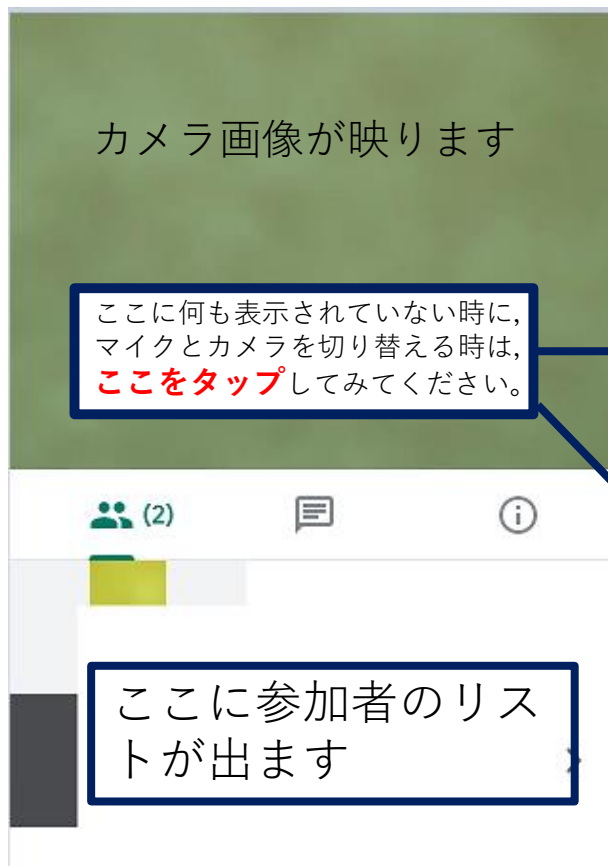 カメラ画像が映ります
ここに何も表示されていない時に,
マイクとカメラを切り替える時は,
ここをタップしてみてください。
(2)
ここに参加者のリス
トが出ます